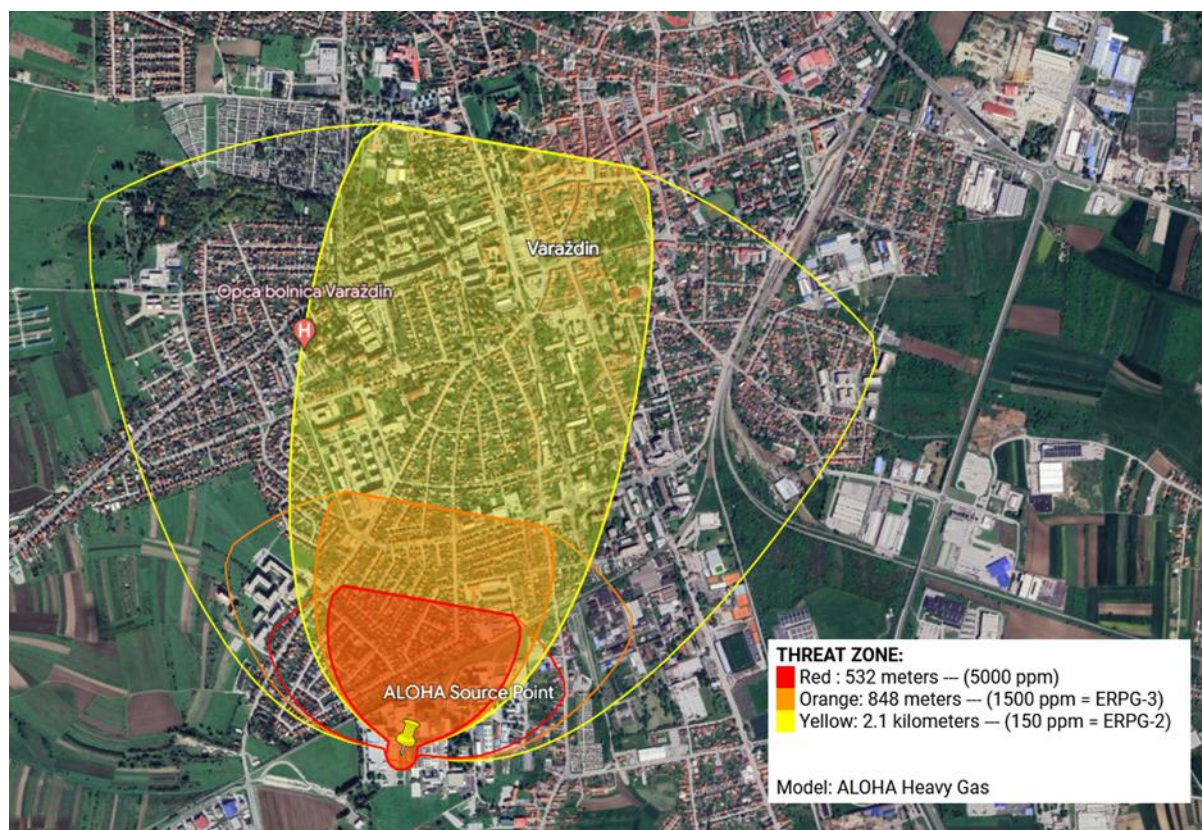 Varaždin
Opca bolnica Varaždin
H
ALOHA Source Point
THREAT ZONE:
Red : 532 meters --- (5000 ppm)
Orange: 848 meters --- (1500 ppm = ERPG-3)
Yellow: 2.1 kilometers --- (150 ppm = ERPG-2)
Model: ALOHA Heavy Gas